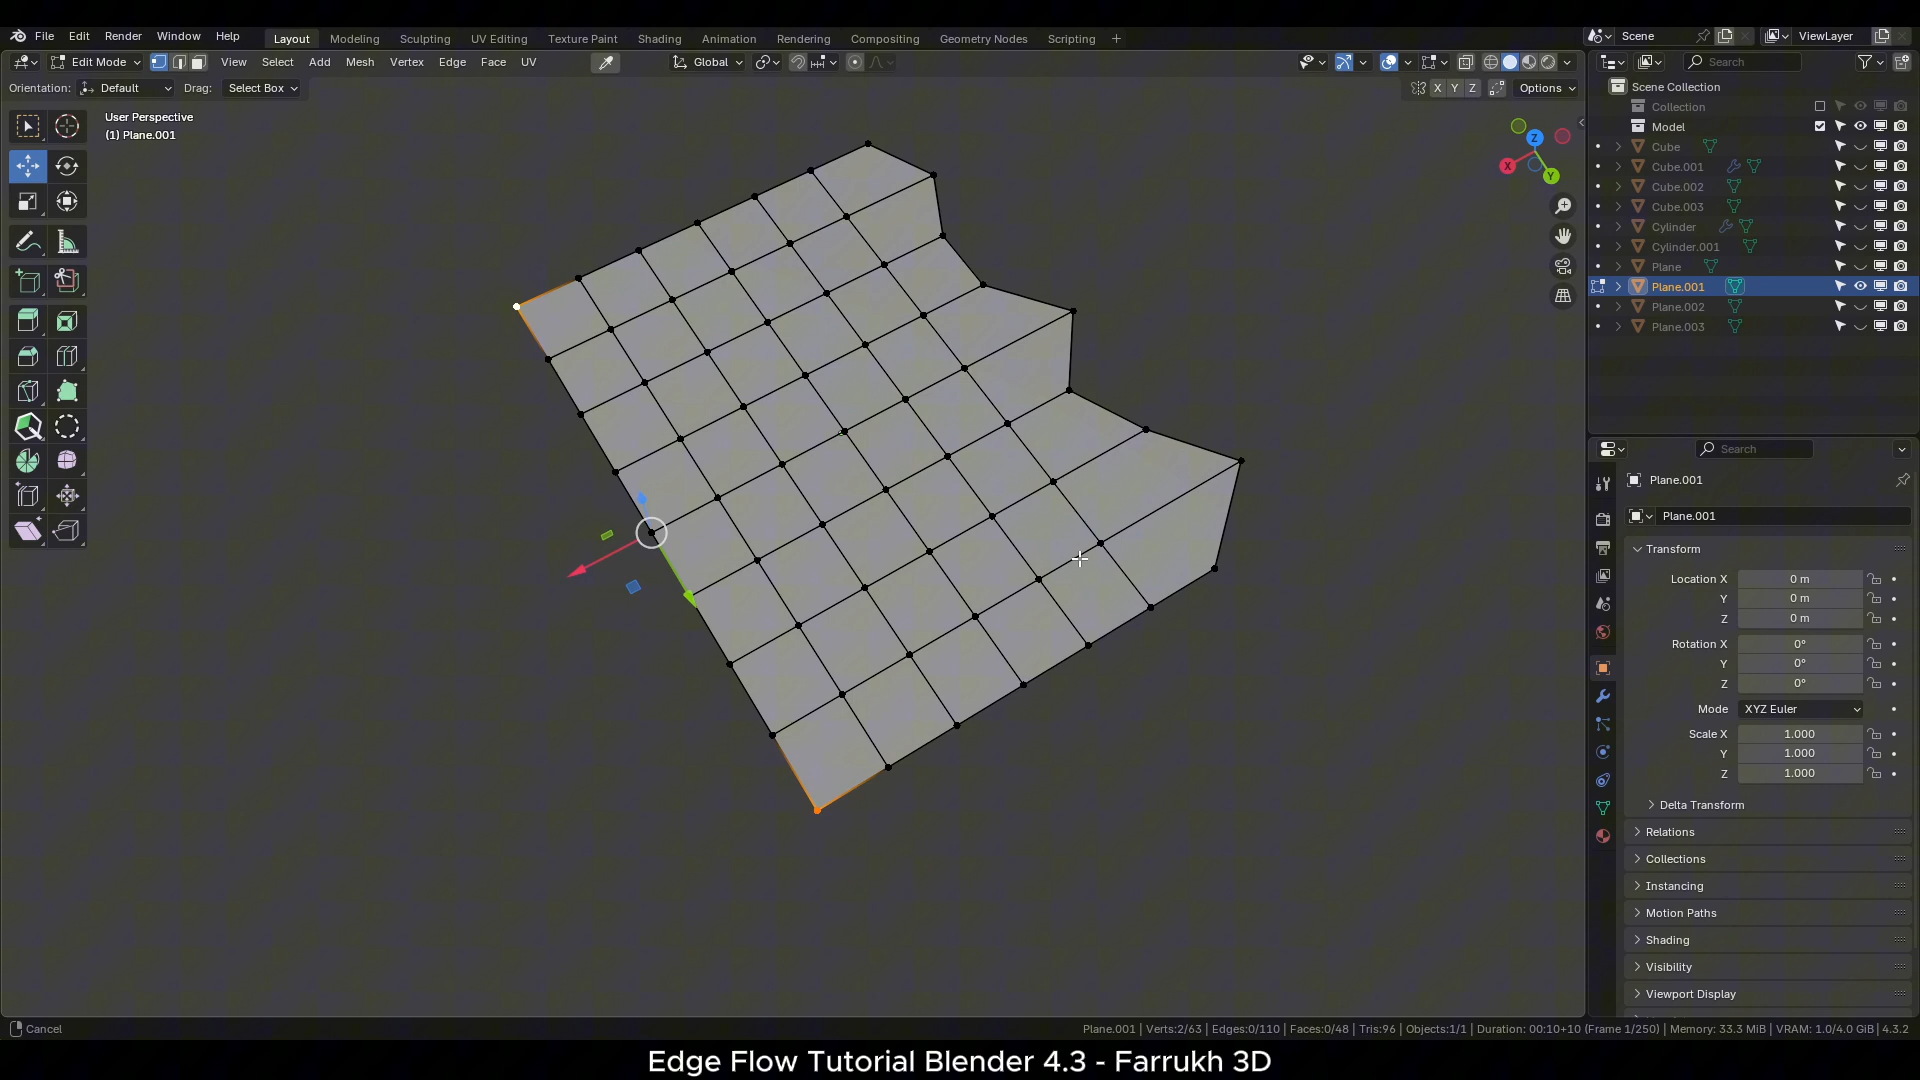 File Edit Render Window Help Layout Modeling Sculpting UV Editing Texture Paint Shading Animation Rendering Compositing Geometry Nodes Scripting + Scene ViewLayer
Edit Mode View Select Add Mesh Vertex Edge Face UV Global Search
Orientation: Default Drag: Select Box X Y Z Options
User Perspective
(1) Plane.001
Z
X
Y
Scene Collection
Collection
Model
Cube
Cube.001
Cube.002
Cube.003
Cylinder
Cylinder.001
Plane
Plane.001
Plane.002
Plane.003
Search
Plane.001
Plane.001
Transform
Location X 0 m
Y 0 m
Z 0 m
Rotation X 0°
Y 0°
Z 0°
Mode XYZ Euler
Scale X 1.000
Y 1.000
Z 1.000
Delta Transform
Relations
Collections
Instancing
Motion Paths
Shading
Visibility
Viewport Display
Cancel Plane.001 | Verts:2/63 | Edges:0/110 | Faces:0/48 | Tris:96 | Objects:1/1 | Duration: 00:10+10 (Frame 1/250) | Memory: 33.3 MiB | VRAM: 1.0/4.0 GiB | 4.3.2
Edge Flow Tutorial Blender 4.3 - Farrukh 3D